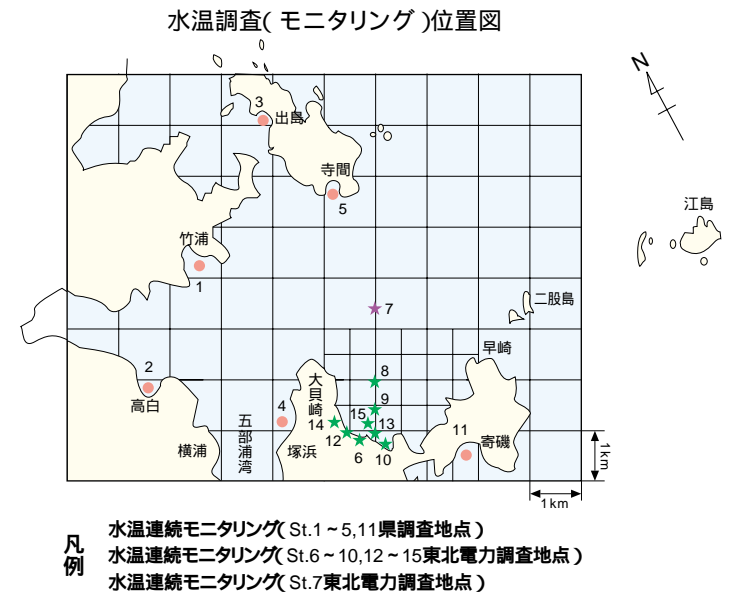 水温調査( モニタリング )位置図
N
3
出島
寺間
5
江島
竹浦
1
7
二股島
早崎
2
高白
大貝崎
8
9
15
13
14
12
6
10
4
五部浦湾
横浦
塚浜
11
寄磯
1km
1km
凡例
水温連続モニタリング( St.1~5,11県調査地点 )
水温連続モニタリング( St.6~10,12~15東北電力調査地点 )
水温連続モニタリング( St.7東北電力調査地点 )